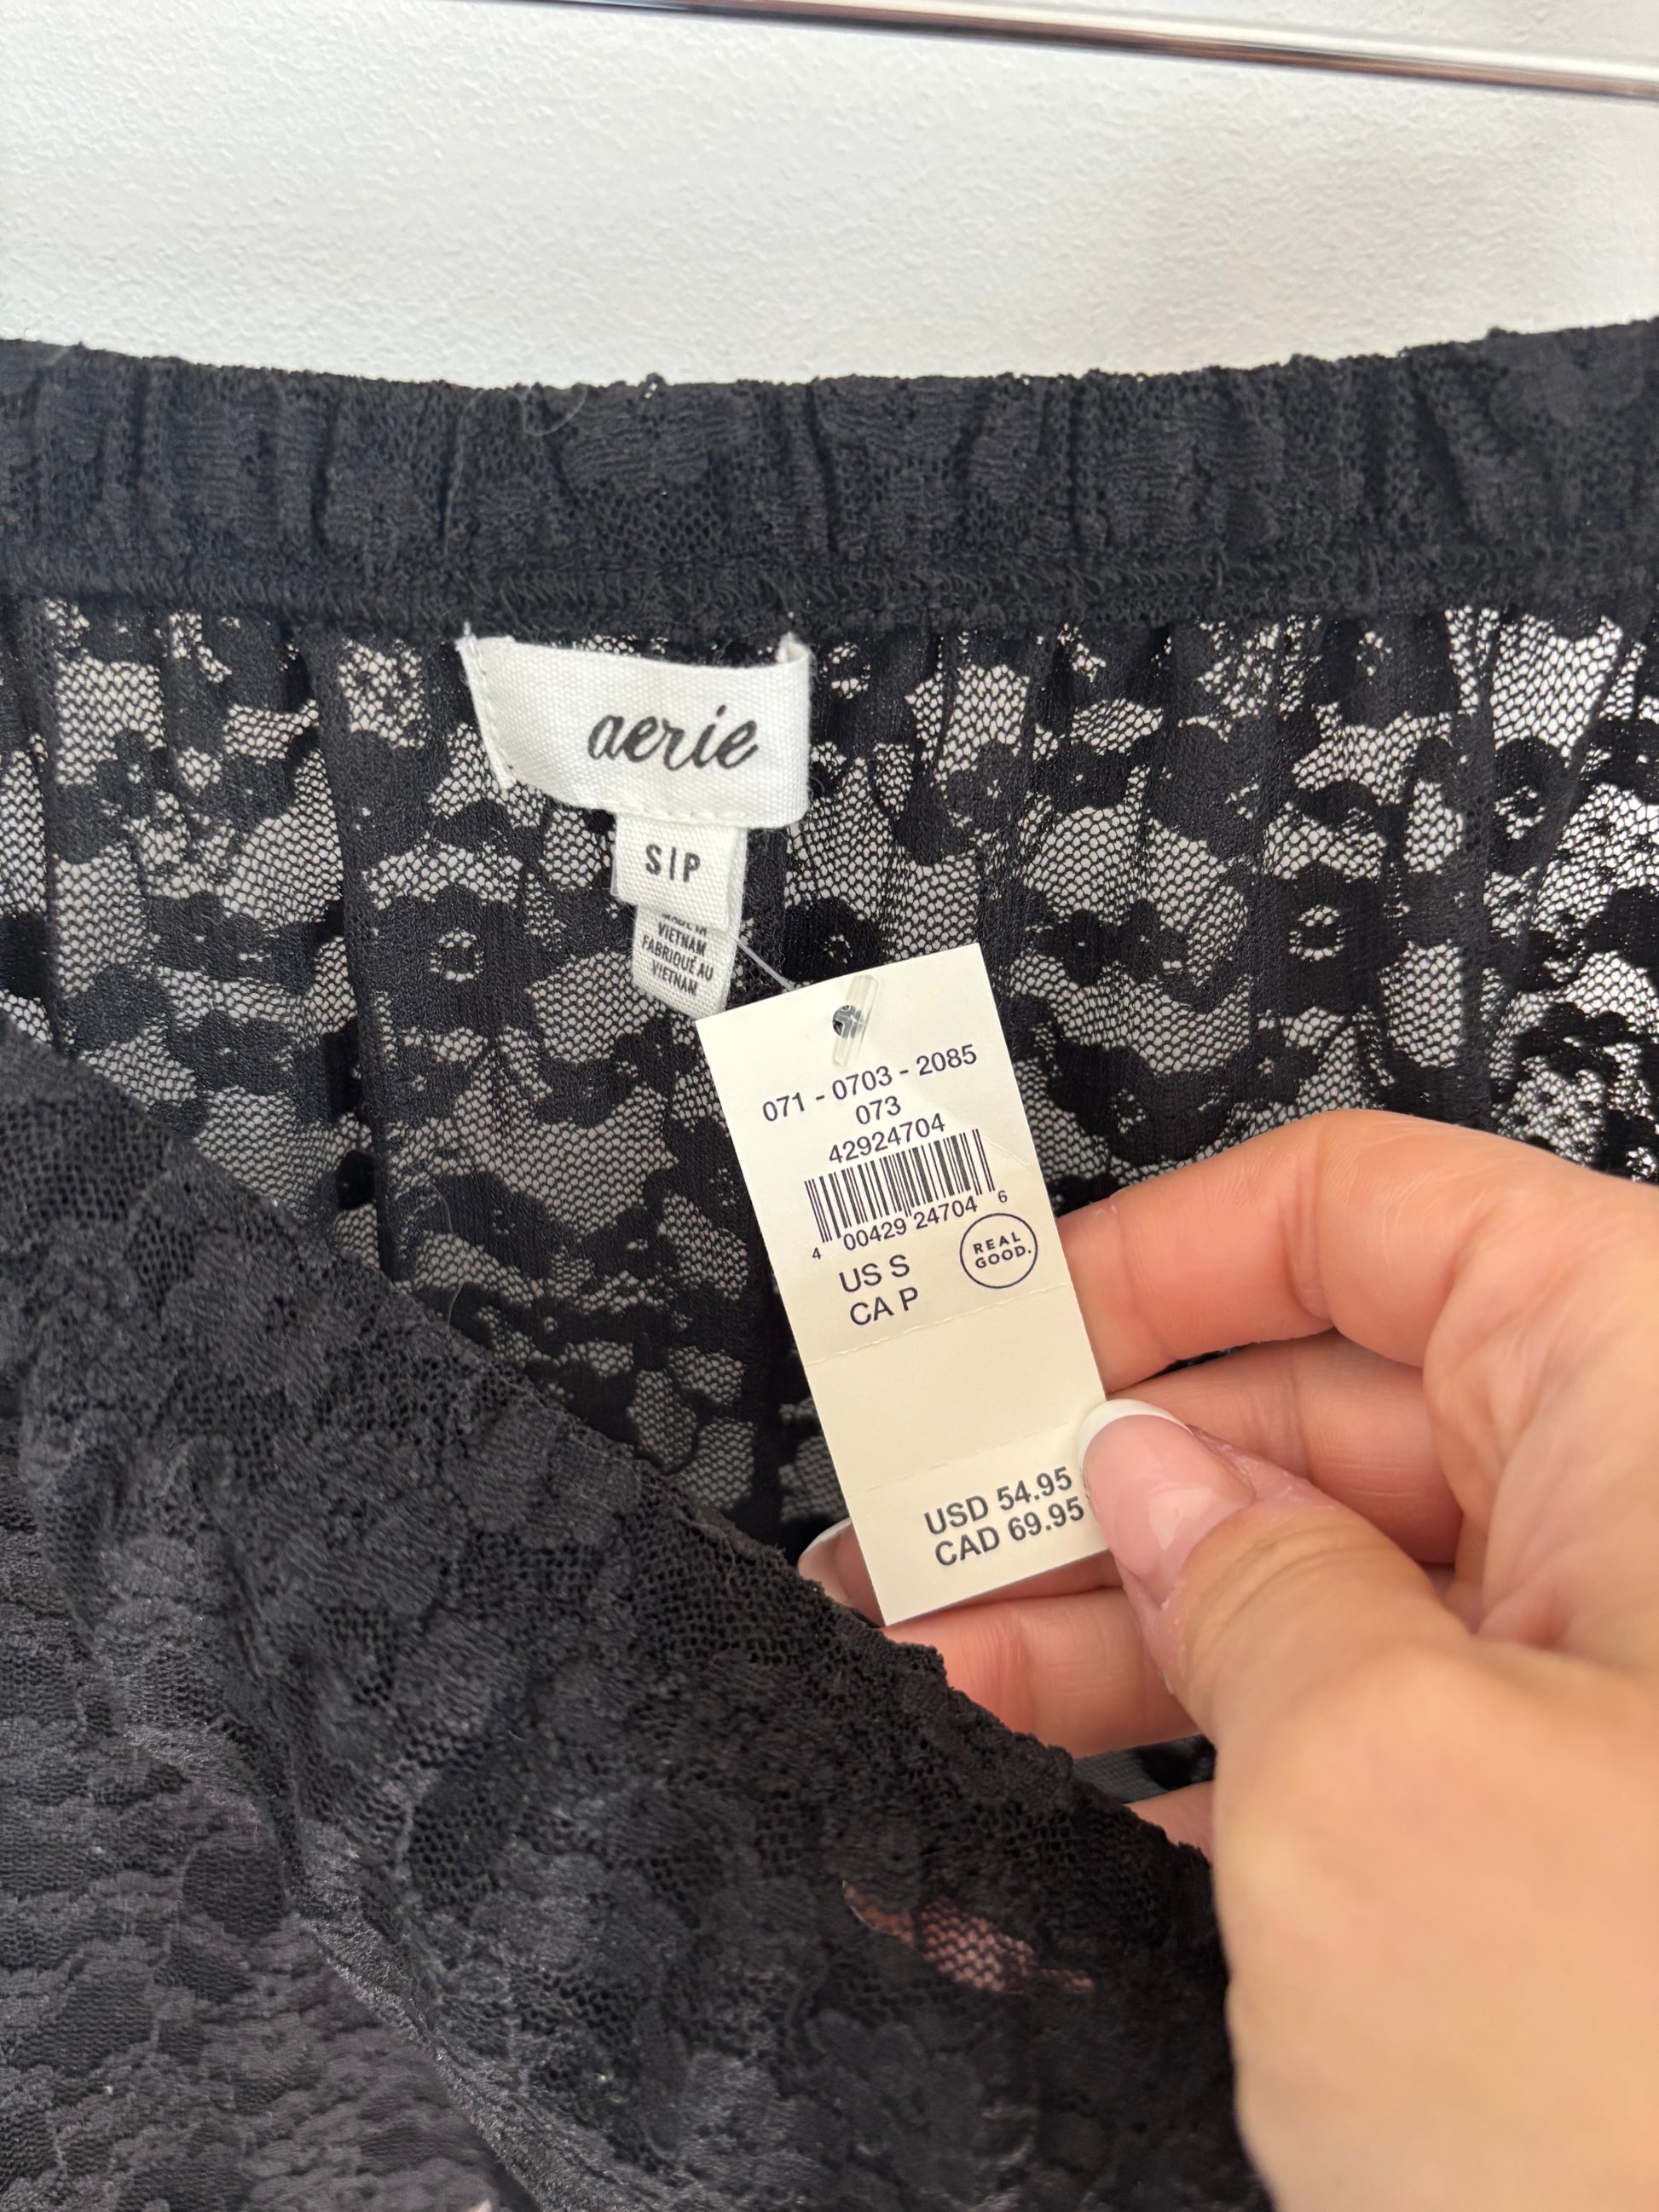 aerie
S|P
MADE IN
VIETNAM
FABRIQUÉ AU
VIETNAM
071 - 0703 - 2085
073
42924704
4 00429 24704 6
US S
CA P
REAL
GOOD.
USD 54.95
CAD 69.95